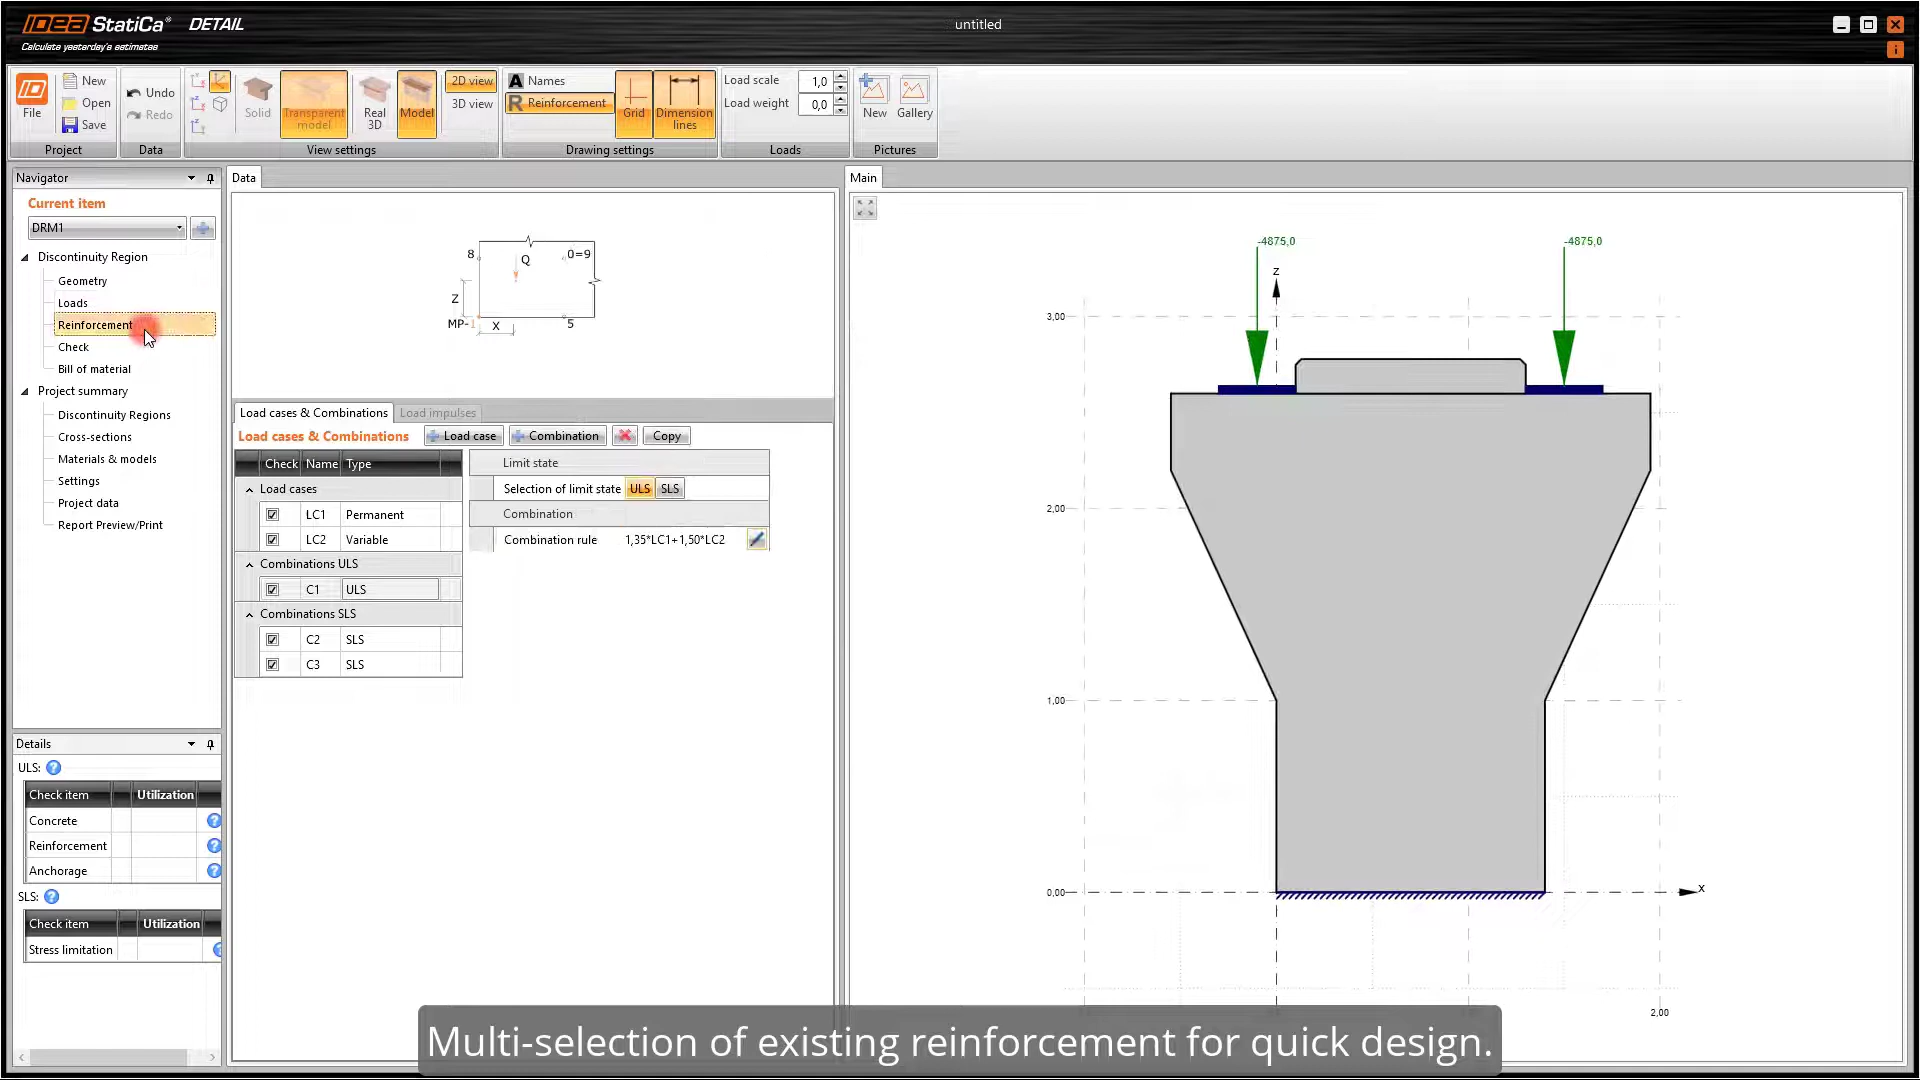 IDEA StatiCa® DETAIL
Calculate yesterday's estimates
untitled
File
New
Open
Save
Project
Undo
Redo
Data
Solid
Transparent model
Real 3D
Model
2D view
3D view
View settings
Names
Reinforcement
Grid
Dimension lines
Drawing settings
Load scale 1,0
Load weight 0,0
Loads
New
Gallery
Pictures
Navigator
Current item
DRM1
Discontinuity Region
Geometry
Loads
Reinforcement
Check
Bill of material
Project summary
Discontinuity Regions
Cross-sections
Materials & models
Settings
Project data
Report Preview/Print
Details
ULS:
Check item Utilization
Concrete
Reinforcement
Anchorage
SLS:
Check item Utilization
Stress limitation
Data
8 Q 0=9
Z
MP-1 X 5
Load cases & Combinations Load impulses
Load cases & Combinations Load case Combination Copy
Check Name Type
Load cases
LC1 Permanent
LC2 Variable
Combinations ULS
C1 ULS
Combinations SLS
C2 SLS
C3 SLS
Limit state
Selection of limit state ULS SLS
Combination
Combination rule 1,35*LC1+1,50*LC2
Main
-4875,0 -4875,0
z
3,00
2,00
1,00
0,00
x
2,00
Multi-selection of existing reinforcement for quick design.